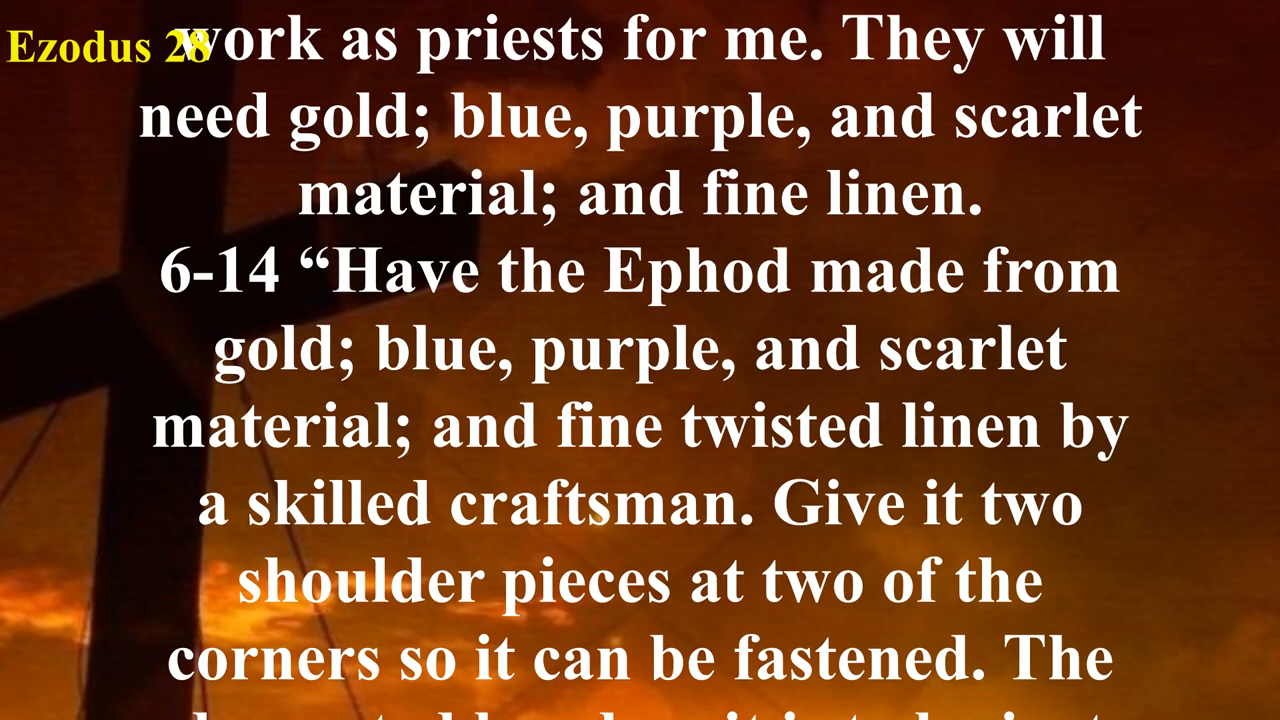 Ezodus 28
work as priests for me. They will
need gold; blue, purple, and scarlet
material; and fine linen.
6-14 “Have the Ephod made from
gold; blue, purple, and scarlet
material; and fine twisted linen by
a skilled craftsman. Give it two
shoulder pieces at two of the
corners so it can be fastened. The